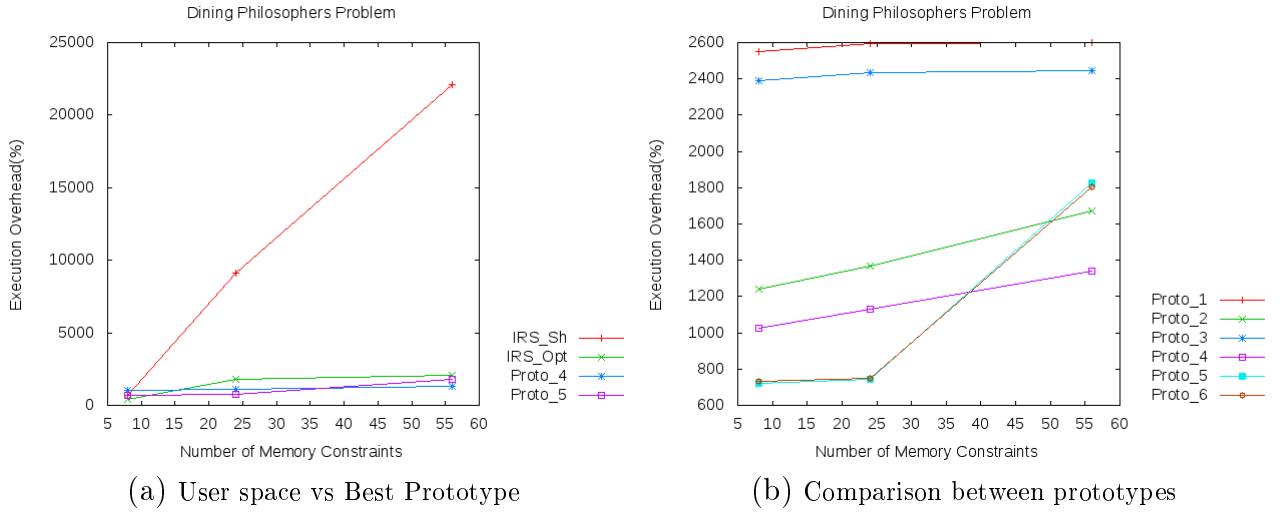 Dining Philosophers Problem
25000
20000
15000
10000
5000
0
5 10 15 20 25 30 35 40 45 50 55 60
Execution Overhead(%)
Number of Memory Constraints
IRS_Sh
IRS_Opt
Proto_4
Proto_5
(a) User space vs Best Prototype
Dining Philosophers Problem
2600
2400
2200
2000
1800
1600
1400
1200
1000
800
600
5 10 15 20 25 30 35 40 45 50 55 60
Execution Overhead(%)
Number of Memory Constraints
Proto_1
Proto_2
Proto_3
Proto_4
Proto_5
Proto_6
(b) Comparison between prototypes